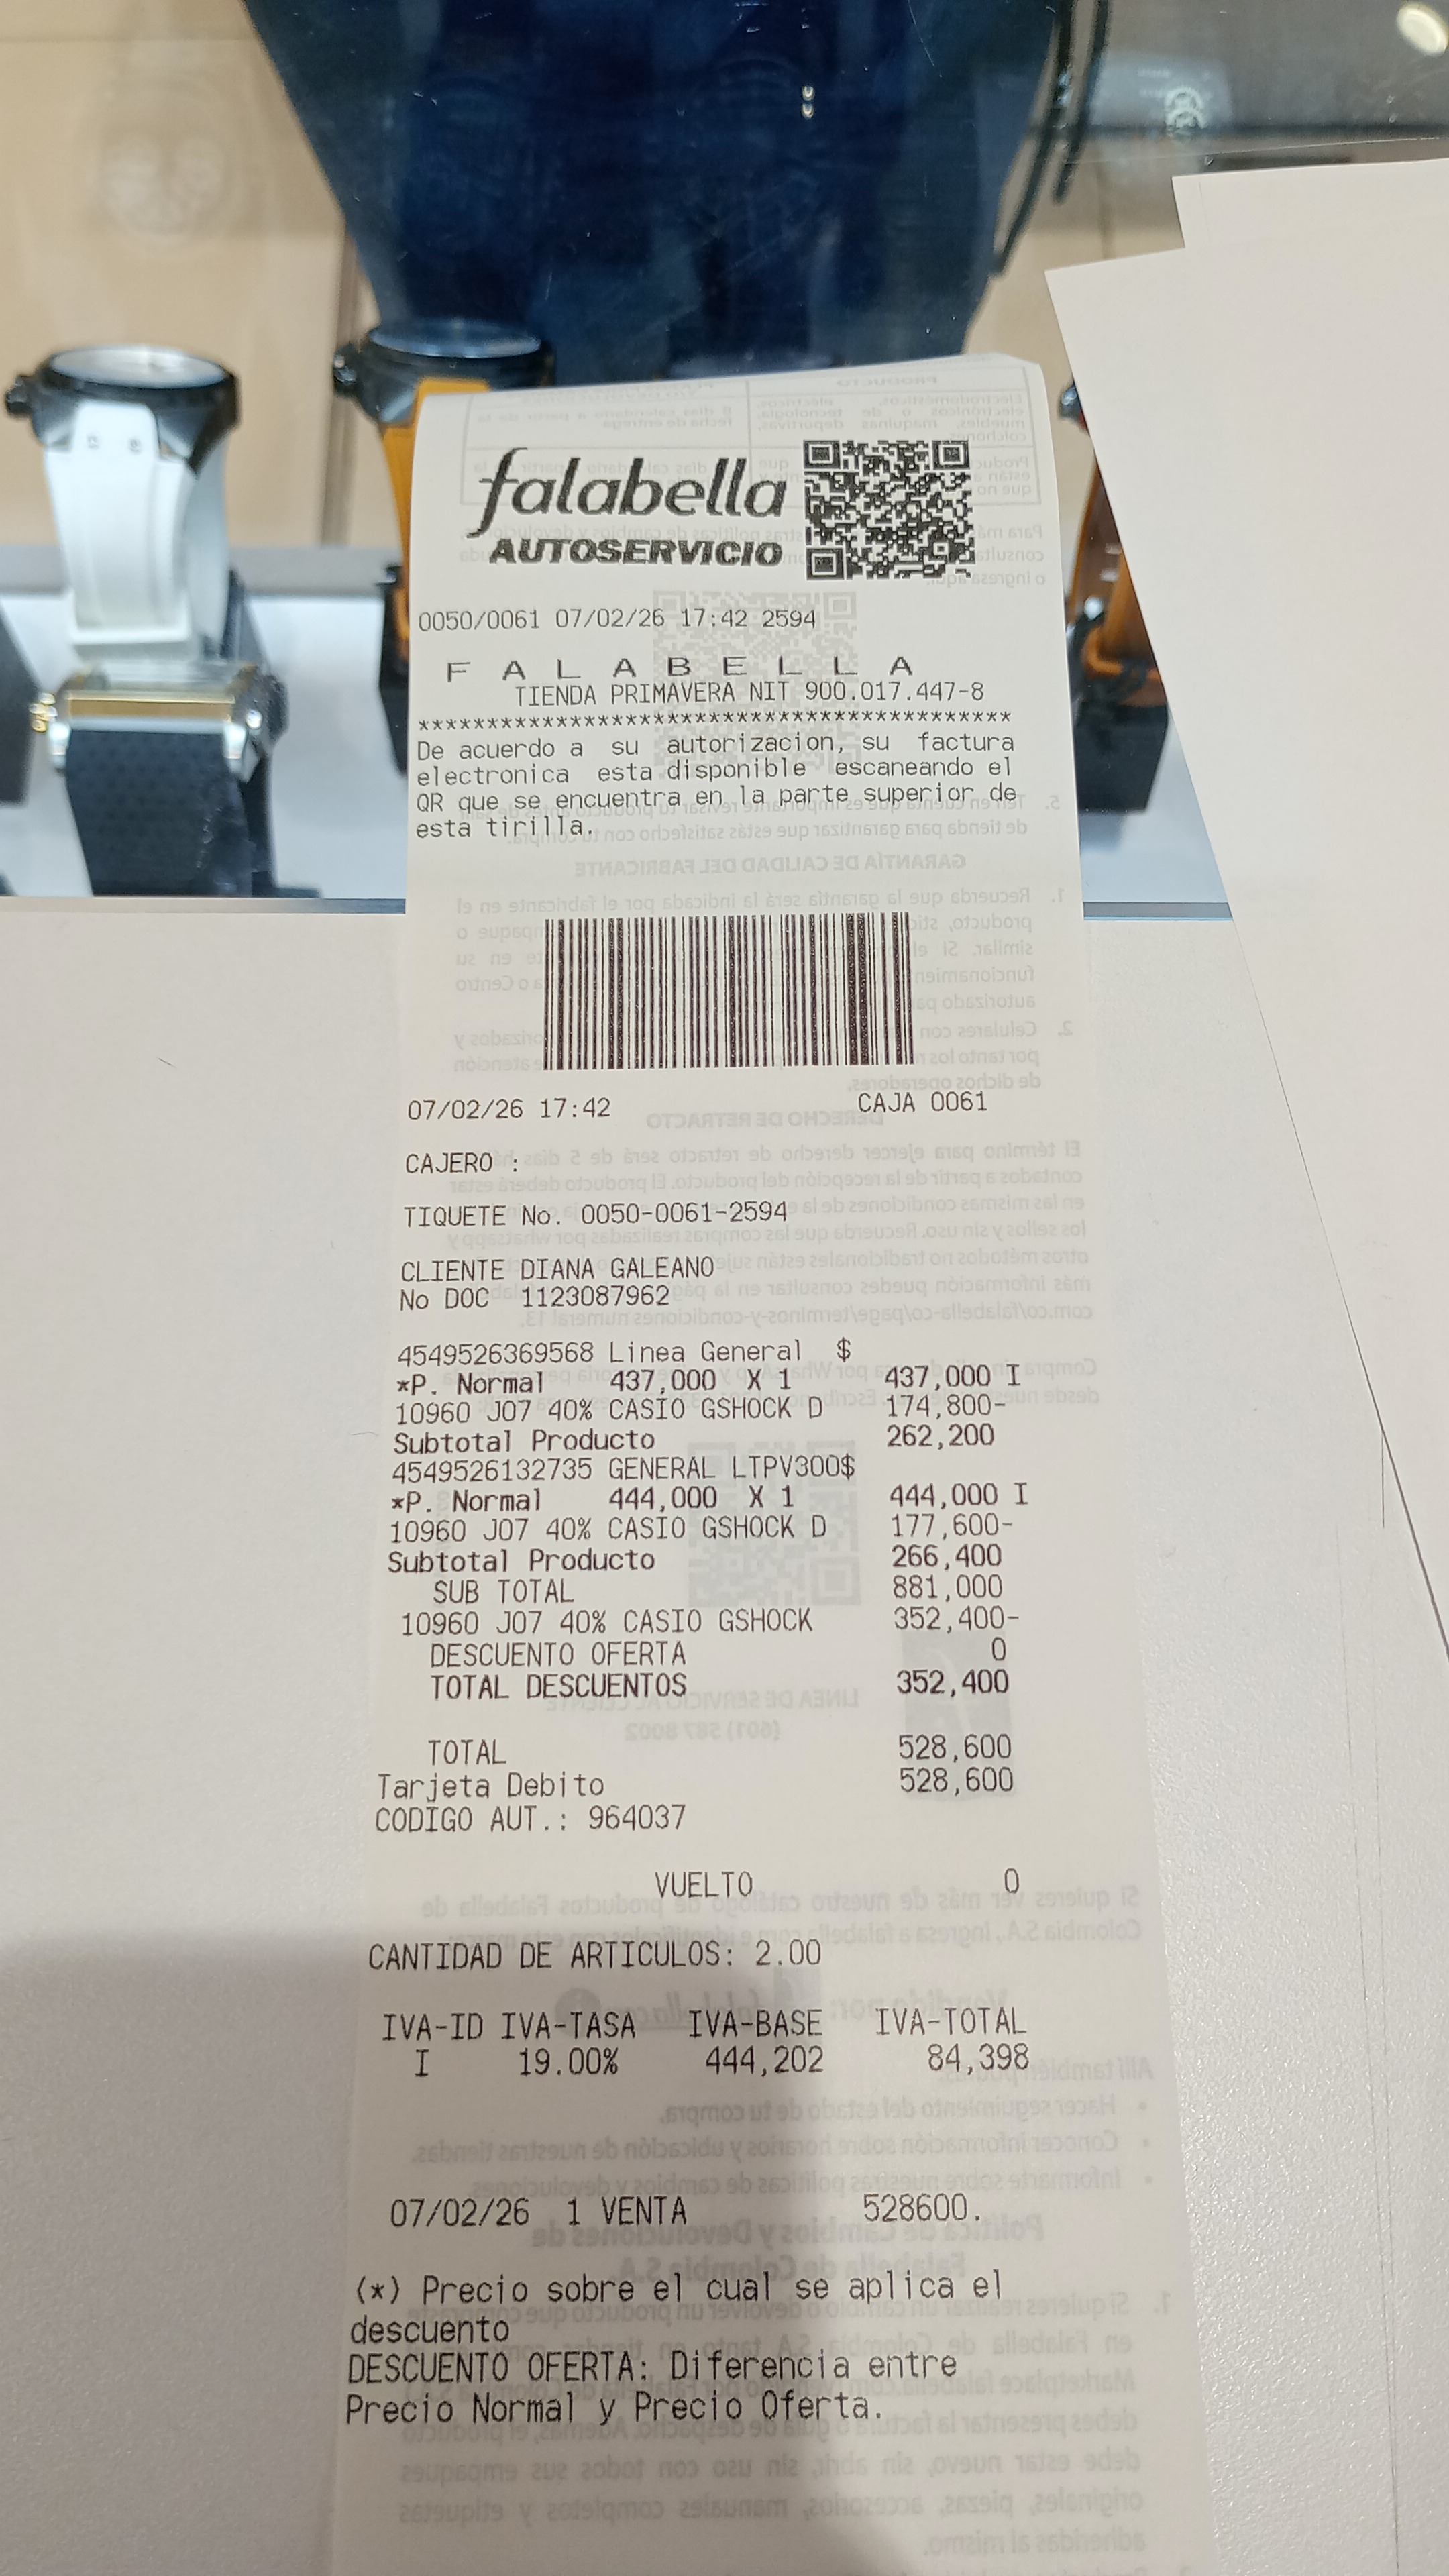 falabella
AUTOSERVICIO
0050/0061 07/02/26 17:42 2594
F A L A B E L L A
TIENDA PRIMAVERA NIT 900.017.447-8
*******************************************
De acuerdo a su autorizacion, su factura
electronica esta disponible escaneando el
QR que se encuentra en la parte superior de
esta tirilla.
07/02/26 17:42 CAJA 0061
CAJERO :
TIQUETE No. 0050-0061-2594
CLIENTE DIANA GALEANO
No DOC 1123087962
4549526369568 Linea General $
*P. Normal 437,000 X 1 437,000 I
10960 J07 40% CASIO GSHOCK D 174,800-
Subtotal Producto 262,200
4549526132735 GENERAL LTPV300$
*P. Normal 444,000 X 1 444,000 I
10960 J07 40% CASIO GSHOCK D 177,600-
Subtotal Producto 266,400
SUB TOTAL 881,000
10960 J07 40% CASIO GSHOCK 352,400-
DESCUENTO OFERTA 0
TOTAL DESCUENTOS 352,400
TOTAL 528,600
Tarjeta Debito 528,600
CODIGO AUT.: 964037
VUELTO 0
CANTIDAD DE ARTICULOS: 2.00
IVA-ID IVA-TASA IVA-BASE IVA-TOTAL
I 19.00% 444,202 84,398
07/02/26 1 VENTA 528600.
(*) Precio sobre el cual se aplica el
descuento
DESCUENTO OFERTA: Diferencia entre
Precio Normal y Precio Oferta.